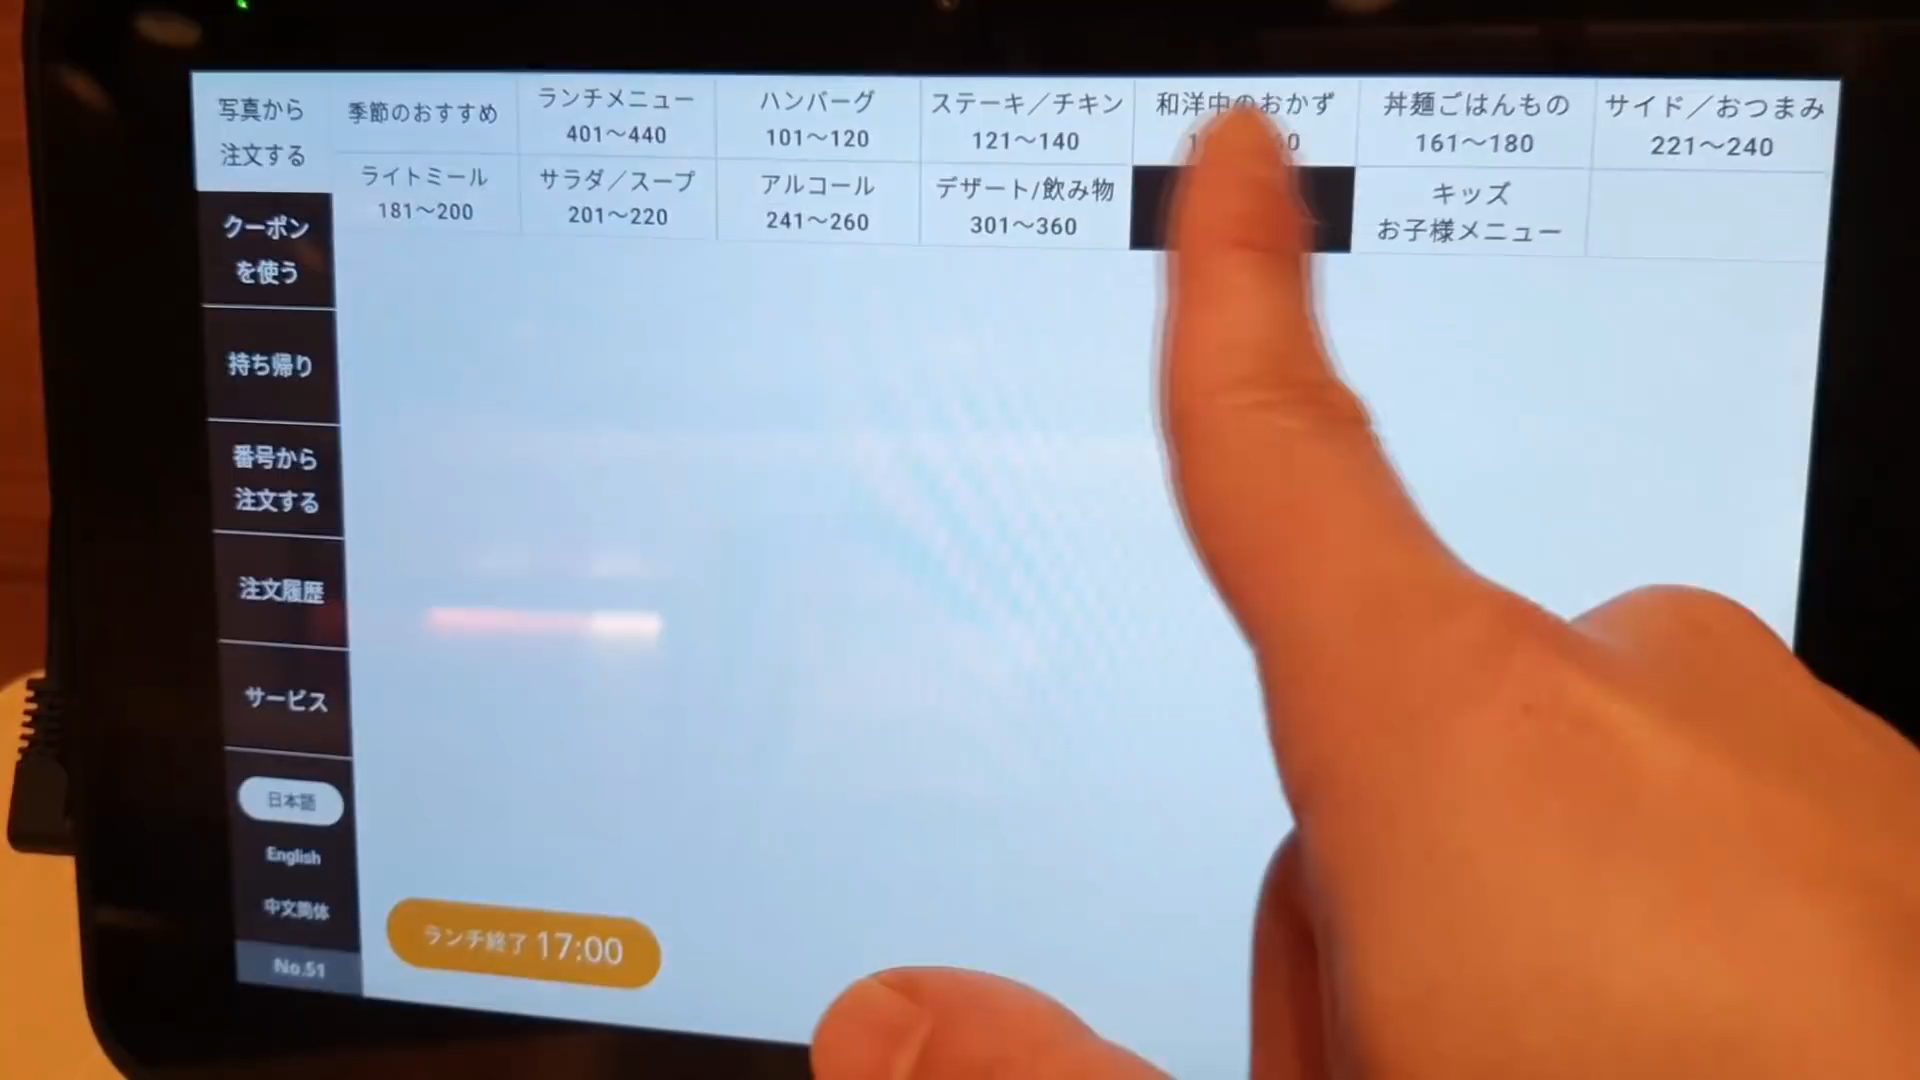 写真から
注文する
季節のおすすめ
ランチメニュー
401〜440
ハンバーグ
101〜120
ステーキ／チキン
121〜140
和洋中のおかず
丼麺ごはんもの
161〜180
サイド／おつまみ
221〜240
ライトミール
181〜200
サラダ／スープ
201〜220
アルコール
241〜260
デザート/飲み物
301〜360
キッズ
お子様メニュー
クーポン
を使う
持ち帰り
番号から
注文する
注文履歴
サービス
日本語
English
中文简体
No.51
ランチ終了 17:00